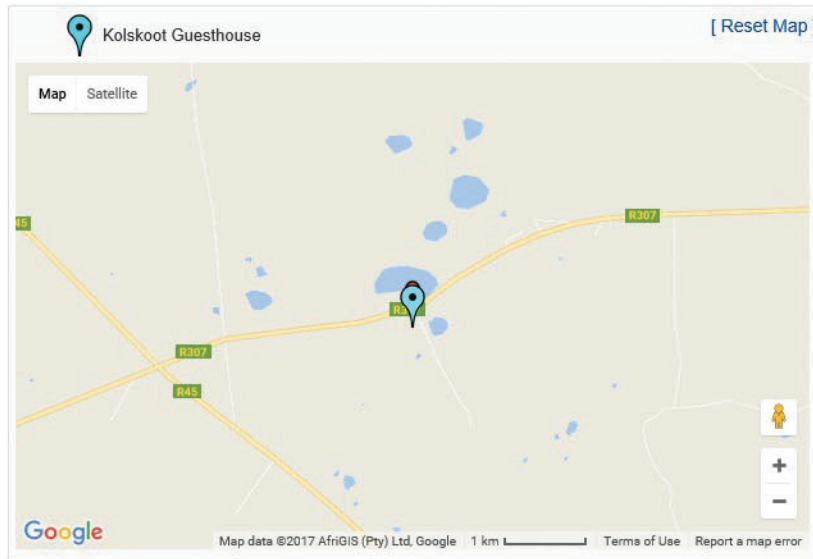 Kolskoot Guesthouse
[ Reset Map ]
Map Satellite
45
R307
R307
R45
Google
Map data ©2017 AfriGIS (Pty) Ltd, Google 1 km Terms of Use Report a map error